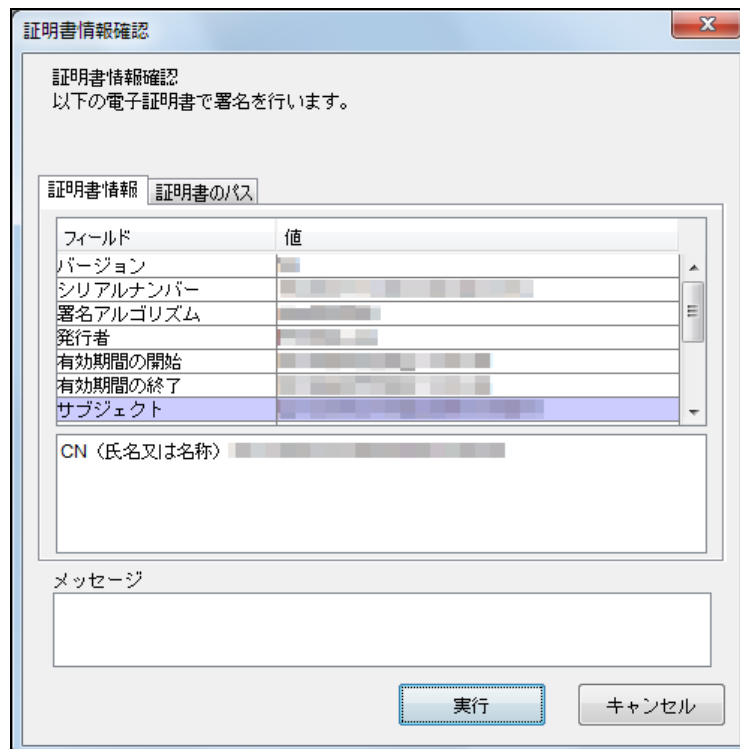 証明書情報確認
証明書情報確認
以下の電子証明書で署名を行います。
証明書情報 証明書のパス
フィールド 値
バージョン
シリアルナンバー
署名アルゴリズム
発行者
有効期間の開始
有効期間の終了
サブジェクト
CN（氏名又は名称）
メッセージ
実行 キャンセル